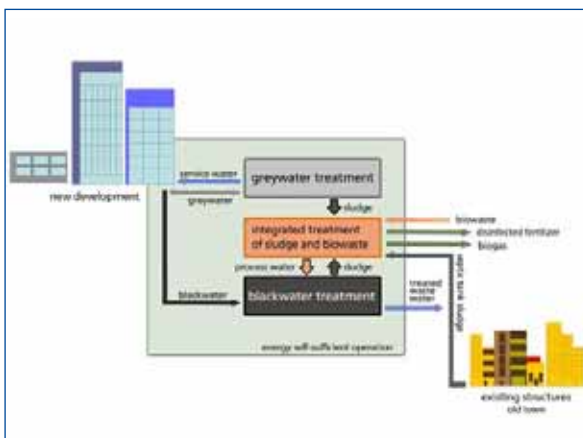 new development
service water
greywater
greywater treatment
sludge
integrated treatment
of sludge and biowaste
process water
sludge
blackwater
blackwater treatment
energy self-sufficient operation
biowaste
disinfected fertilizer
biogas
septic tank sludge
treated
waste
water
existing structures
old town